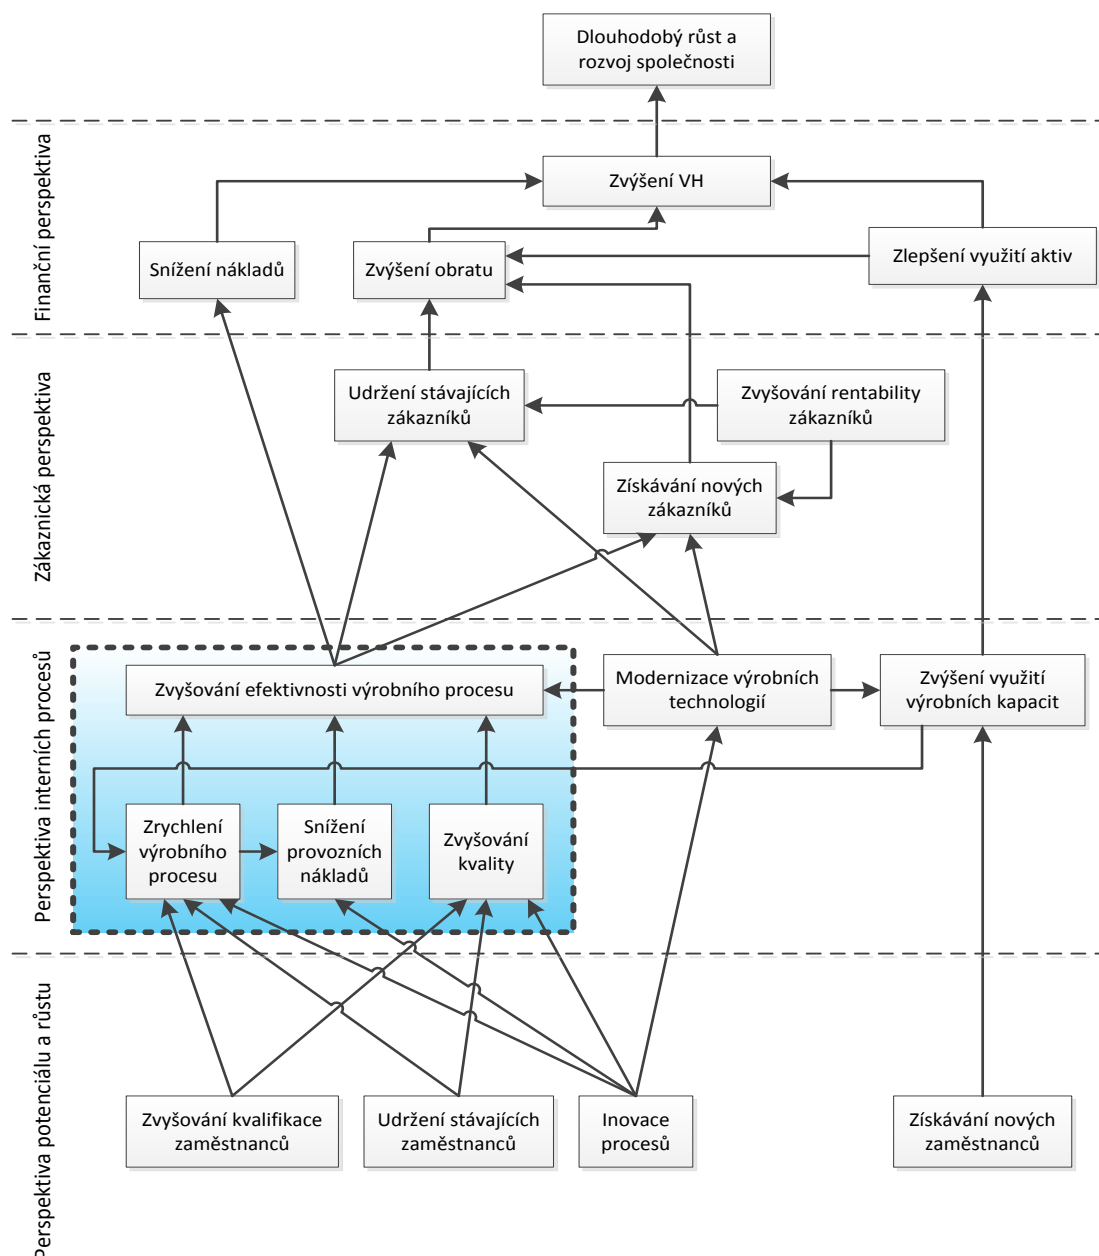 Dlouhodobý růst a
rozvoj společnosti
Finanční perspektiva
Zvýšení VH
Snížení nákladů
Zvýšení obratu
Zlepšení využití aktiv
Zákaznická perspektiva
Udržení stávajících
zákazníků
Zvyšování rentability
zákazníků
Získávání nových
zákazníků
Perspektiva interních procesů
Zvyšování efektivnosti výrobního procesu
Modernizace výrobních
technologií
Zvýšení využití
výrobních kapacit
Zrychlení
výrobního
procesu
Snížení
provozních
nákladů
Zvyšování
kvality
Perspektiva potenciálu a růstu
Zvyšování kvalifikace
zaměstnanců
Udržení stávajících
zaměstnanců
Inovace
procesů
Získávání nových
zaměstnanců